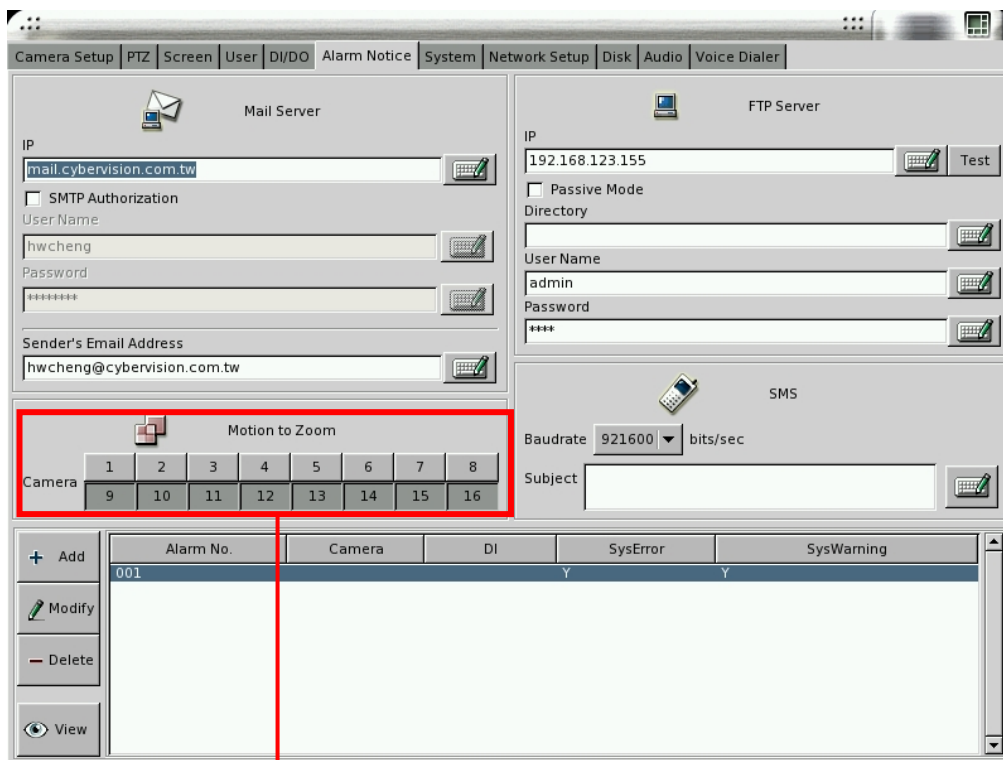 Camera Setup PTZ Screen User DI/DO Alarm Notice System Network Setup Disk Audio Voice Dialer
Mail Server
IP
mail.cybervision.com.tw
SMTP Authorization
User Name
hwcheng
Password
********
Sender's Email Address
hwcheng@cybervision.com.tw
FTP Server
IP
192.168.123.155 Test
Passive Mode
Directory
User Name
admin
Password
****
Motion to Zoom
Camera
1 2 3 4 5 6 7 8
9 10 11 12 13 14 15 16
SMS
Baudrate 921600 bits/sec
Subject
Add
Modify
Delete
View
Alarm No. Camera DI SysError SysWarning
001 Y Y